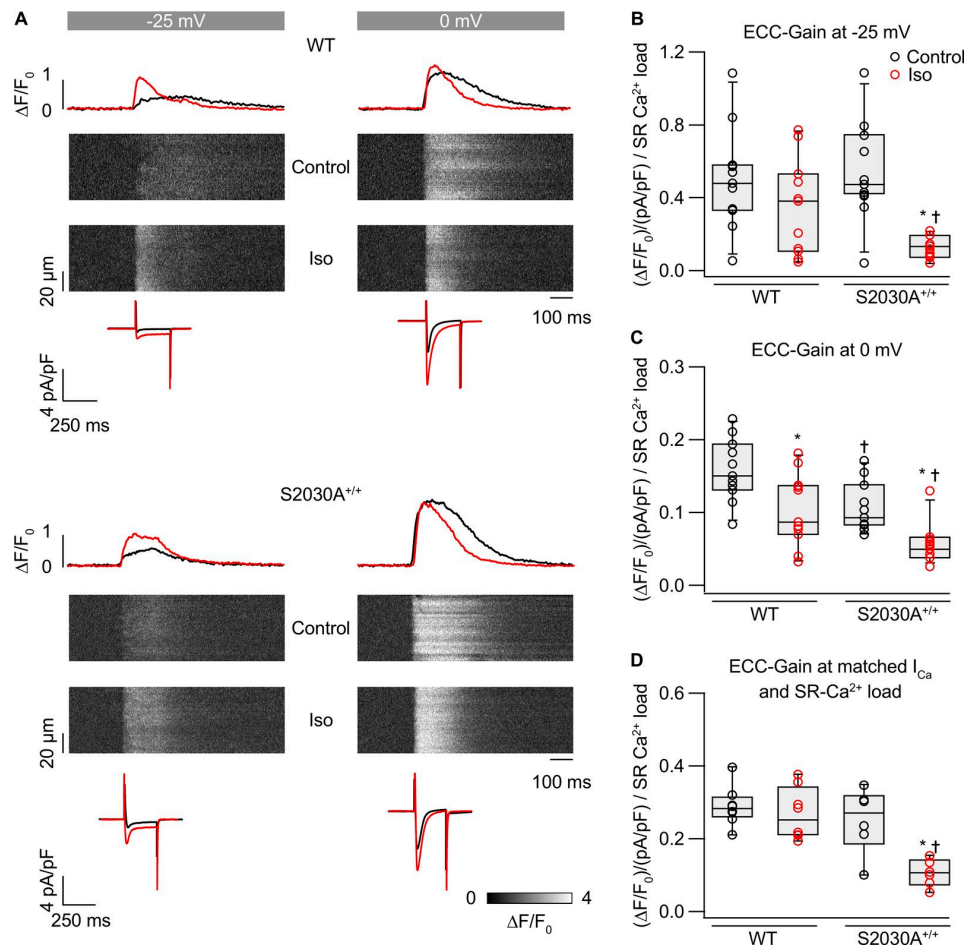 A
-25 mV
0 mV
WT
ΔF/F0
1
0
Control
Iso
20 µm
100 ms
4 pA/pF
250 ms
S2030A+/+
ΔF/F0
1
0
Control
Iso
20 µm
100 ms
4 pA/pF
250 ms
0
4
ΔF/F0
B
ECC-Gain at -25 mV
Control
Iso
(ΔF/F0)/(pA/pF) / SR Ca2+ load
1.2
0.8
0.4
0.0
* †
WT
S2030A+/+
C
ECC-Gain at 0 mV
(ΔF/F0)/(pA/pF) / SR Ca2+ load
0.3
0.2
0.1
0.0
*
†
* †
WT
S2030A+/+
D
ECC-Gain at matched ICa
and SR-Ca2+ load
(ΔF/F0)/(pA/pF) / SR Ca2+ load
0.6
0.4
0.2
0.0
* †
WT
S2030A+/+